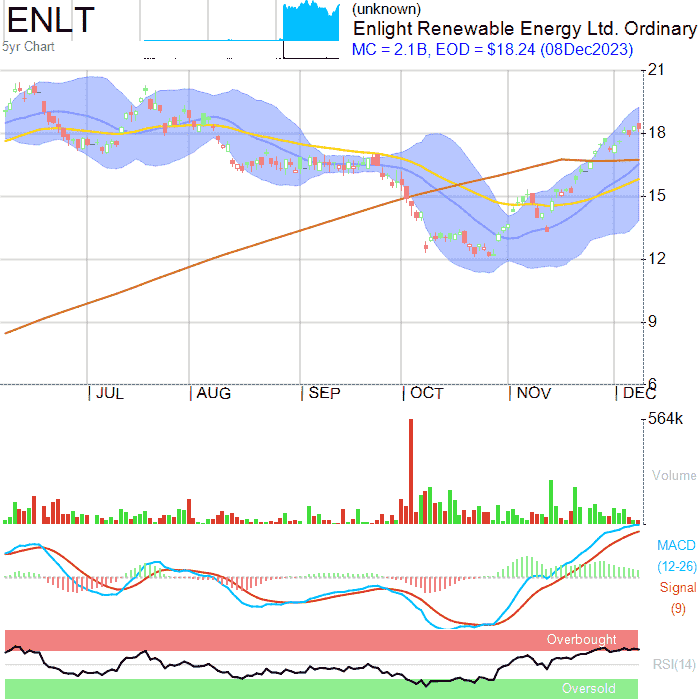 ENLT
5yr Chart
(unknown)
Enlight Renewable Energy Ltd. Ordinary
MC = 2.1B, EOD = $18.24 (08Dec2023)
21
18
15
12
9
6
JUL AUG SEP OCT NOV DEC
564k
Volume
MACD
(12-26)
Signal
(9)
Overbought
RSI(14)
Oversold